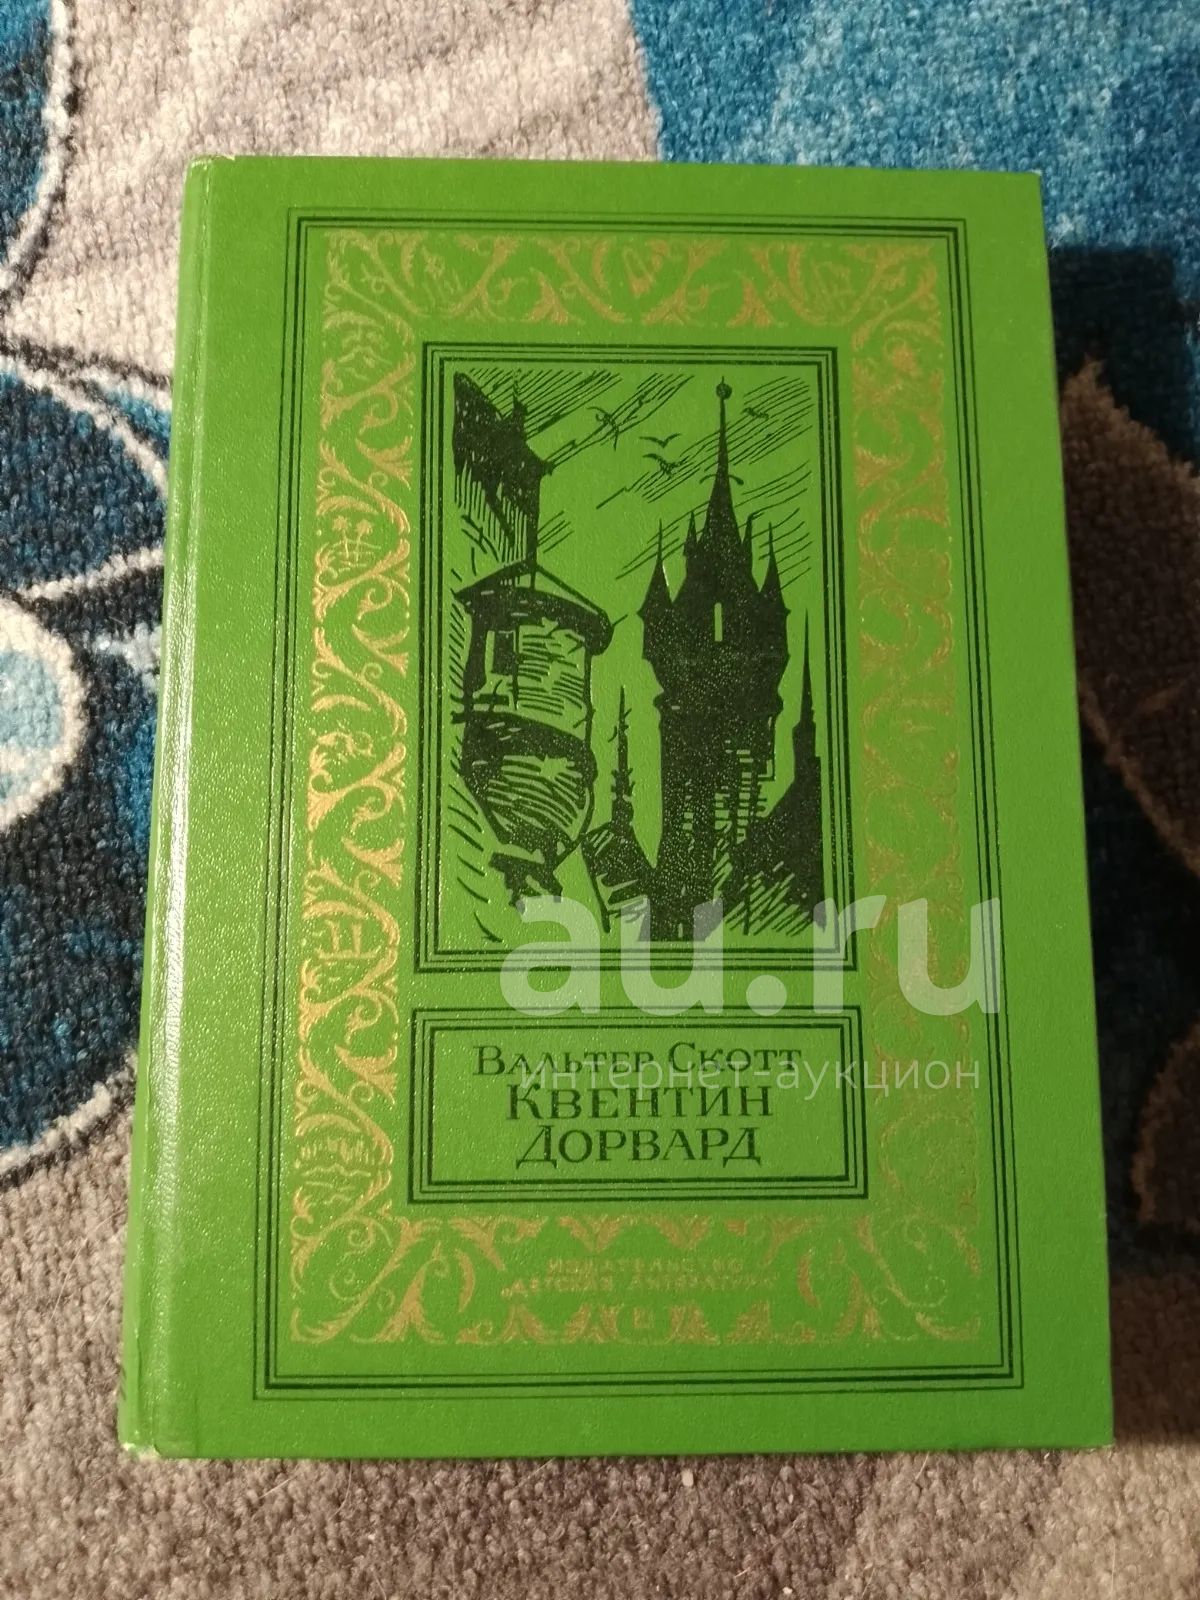 au.ru
интернет-аукцион
Вальтер Скотт
Квентин
Дорвард
Издательство
„Детская литература“